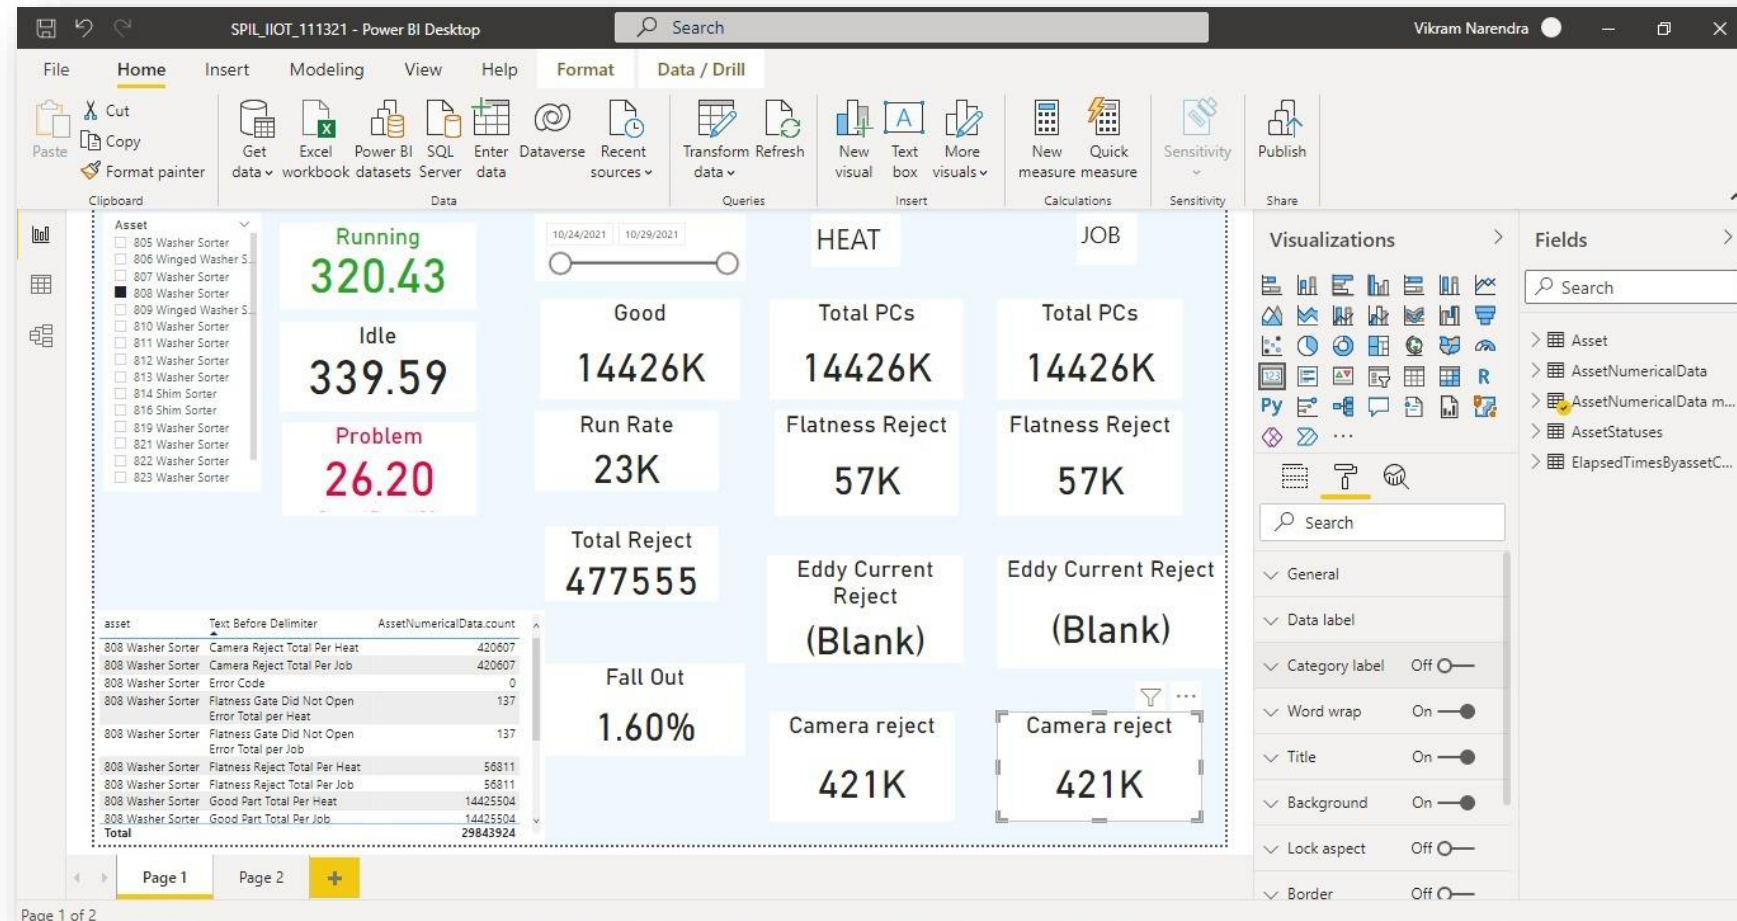 SPIL_IIOT_111321 - Power BI Desktop
Search
Vikram Narendra
File Home Insert Modeling View Help Format Data / Drill
Paste
Cut
Copy
Format painter
Get data
Excel workbook
Power BI datasets
SQL Server
Enter data
Dataverse
Recent sources
Transform data
Refresh
New visual
Text box
More visuals
New measure
Quick measure
Sensitivity
Publish
Clipboard Data Queries Insert Calculations Sensitivity Share
Asset
805 Washer Sorter
806 Winged Washer S...
807 Washer Sorter
808 Washer Sorter
809 Winged Washer S...
810 Washer Sorter
811 Washer Sorter
812 Washer Sorter
813 Washer Sorter
814 Shim Sorter
816 Shim Sorter
819 Washer Sorter
821 Washer Sorter
822 Washer Sorter
823 Washer Sorter
Running
320.43
Idle
339.59
Problem
26.20
10/24/2021 10/29/2021
Good
14426K
Run Rate
23K
Total Reject
477555
Fall Out
1.60%
HEAT
Total PCs
14426K
Flatness Reject
57K
Eddy Current
Reject
(Blank)
Camera reject
421K
JOB
Total PCs
14426K
Flatness Reject
57K
Eddy Current Reject
(Blank)
Camera reject
421K
asset Text Before Delimiter AssetNumericalData.count
808 Washer Sorter Camera Reject Total Per Heat 420607
808 Washer Sorter Camera Reject Total Per Job 420607
808 Washer Sorter Error Code 0
808 Washer Sorter Flatness Gate Did Not Open 137
Error Total per Heat
808 Washer Sorter Flatness Gate Did Not Open 137
Error Total per Job
808 Washer Sorter Flatness Reject Total Per Heat 56811
808 Washer Sorter Flatness Reject Total Per Job 56811
808 Washer Sorter Good Part Total Per Heat 14425504
808 Washer Sorter Good Part Total Per Job 14425504
Total 29843924
Visualizations
123
R
Py
Search
General
Data label
Category label Off
Word wrap On
Title On
Background On
Lock aspect Off
Border Off
Fields
Search
Asset
AssetNumericalData
AssetNumericalData m...
AssetStatuses
ElapsedTimesByassetC...
Page 1 Page 2
Page 1 of 2